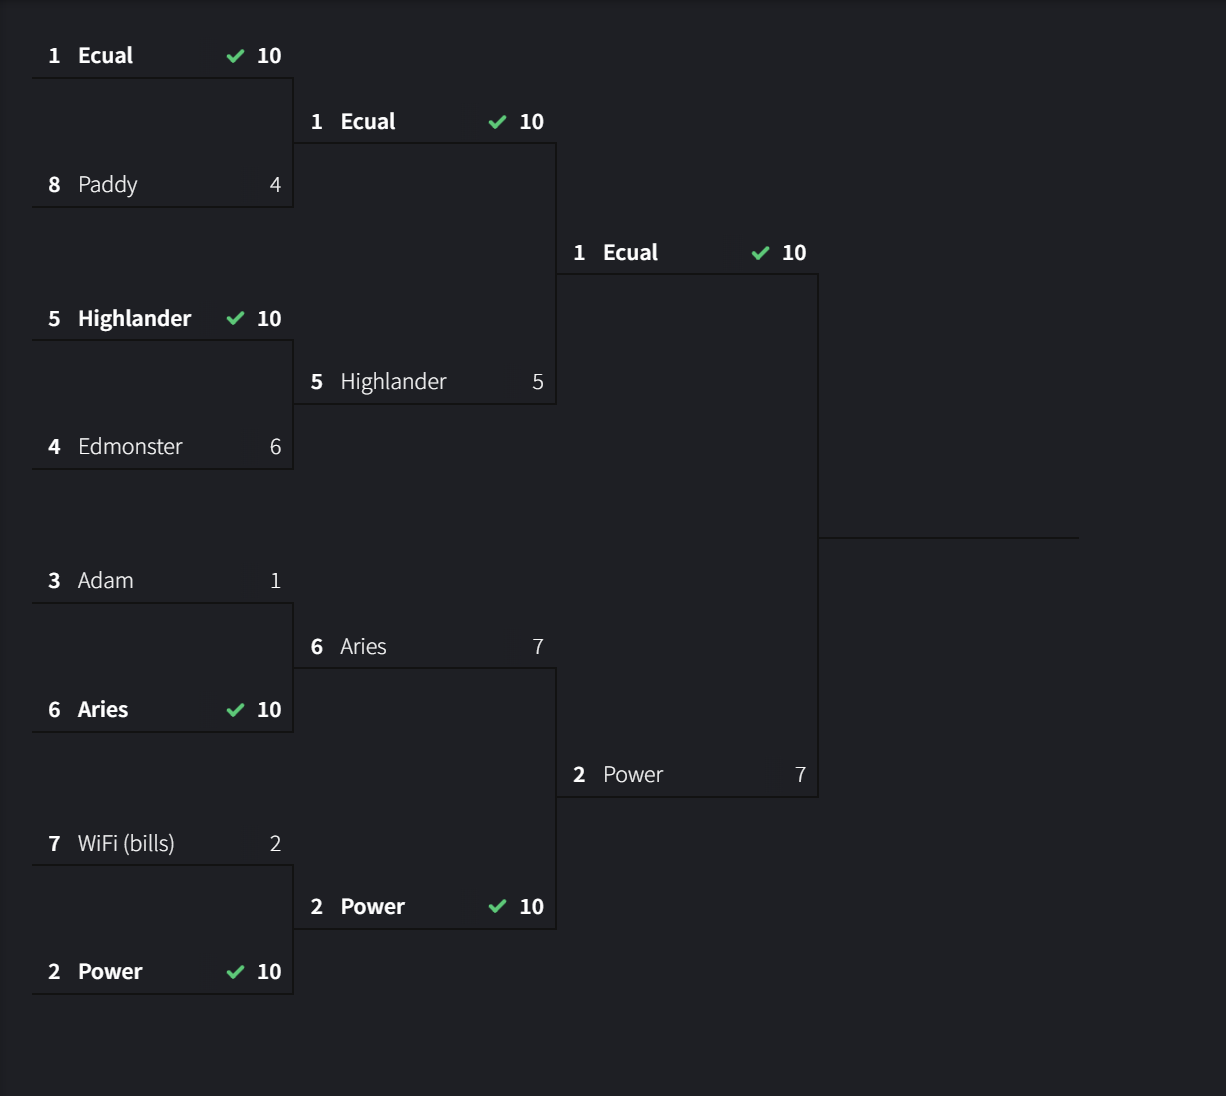 1 Ecual 10
8 Paddy 4
5 Highlander 10
4 Edmonster 6
3 Adam 1
6 Aries 10
7 WiFi (bills) 2
2 Power 10
1 Ecual 10
5 Highlander 5
6 Aries 7
2 Power 10
1 Ecual 10
2 Power 7